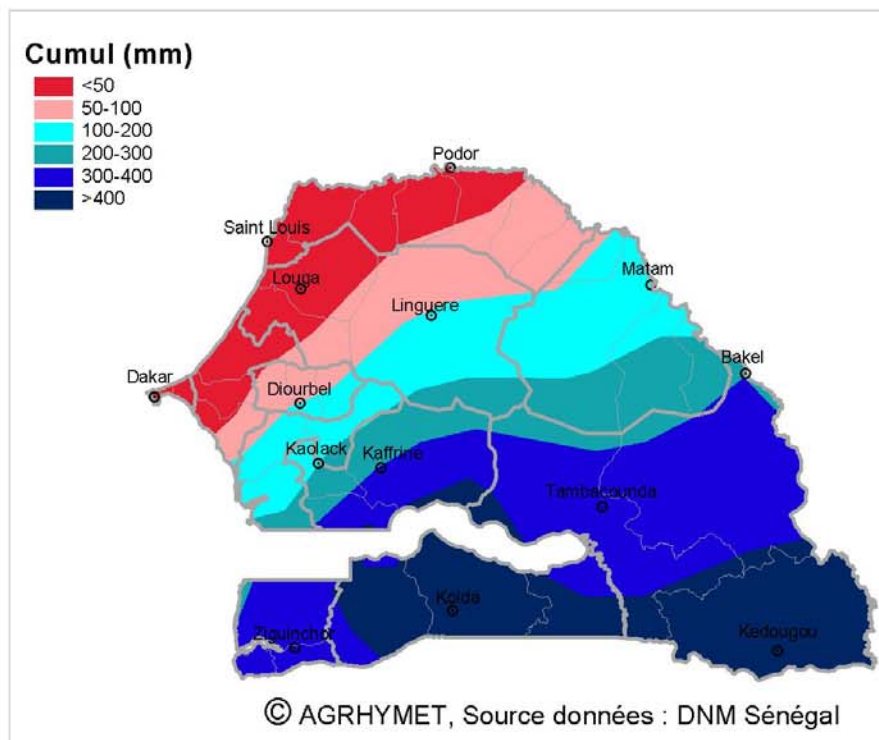 Cumul (mm)
<50
50-100
100-200
200-300
300-400
>400
Podor
Saint Louis
Louga
Matam
Linguere
Bakel
Dakar
Diourbel
Kaolack
Kaffrine
Tambacounda
Kolda
Ziguinchor
Kedougou
© AGRHYMET, Source données : DNM Sénégal